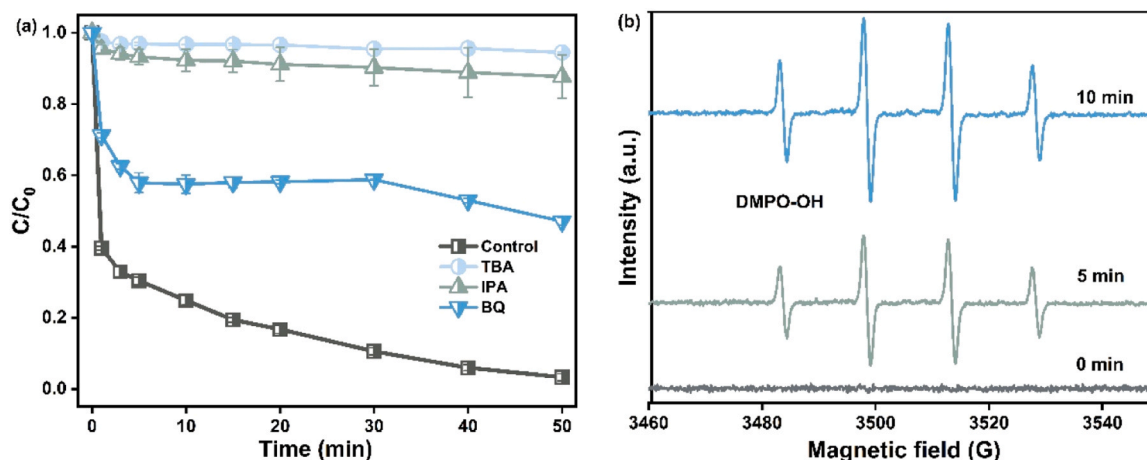 (a)
1.0
0.8
0.6
0.4
0.2
0.0
C/C0
Control
TBA
IPA
BQ
0 10 20 30 40 50
Time (min)
(b)
10 min
DMPO-OH
5 min
0 min
Intensity (a.u.)
3460 3480 3500 3520 3540
Magnetic field (G)